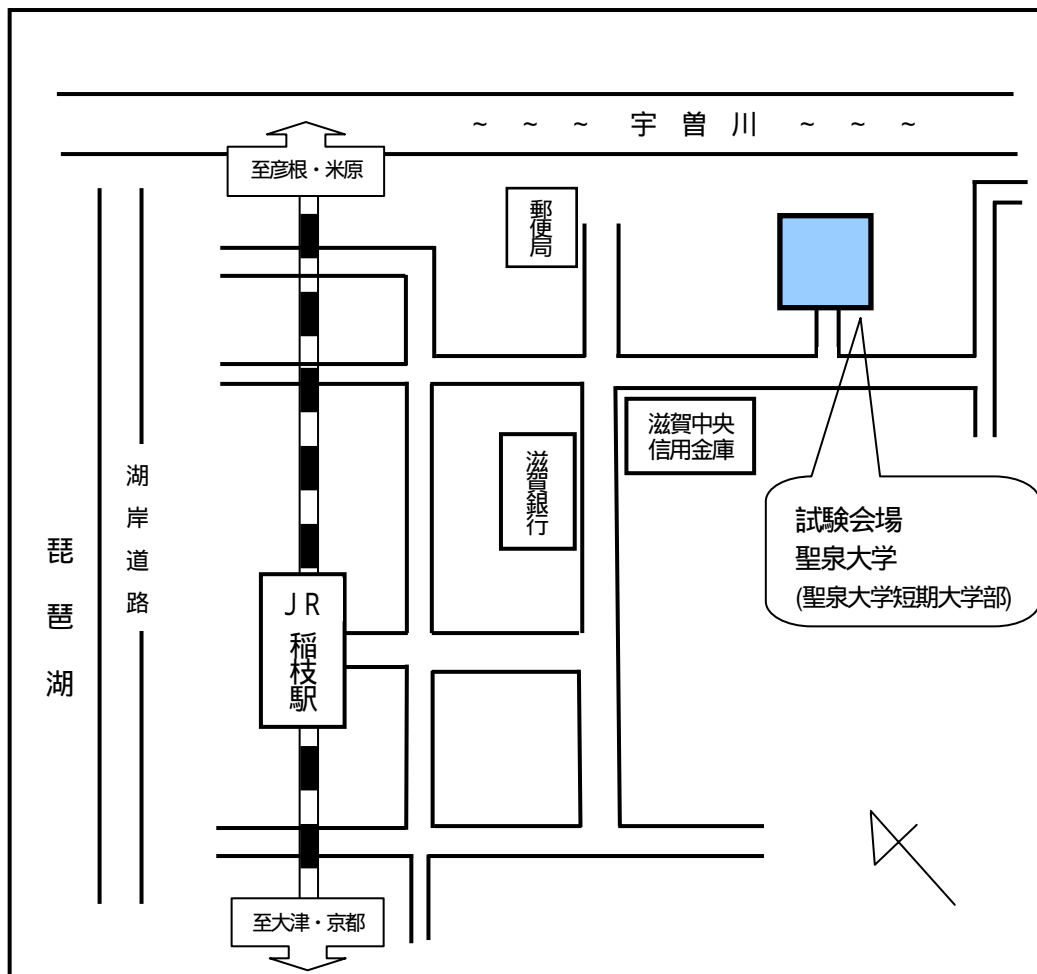 ~ ~ ~ 宇 曽 川 ~ ~ ~
至彦根・米原
郵便局
滋賀中央
信用金庫
滋賀銀行
湖岸道路
琵琶湖
試験会場
聖泉大学
(聖泉大学短期大学部)
JR
稲枝駅
至大津・京都